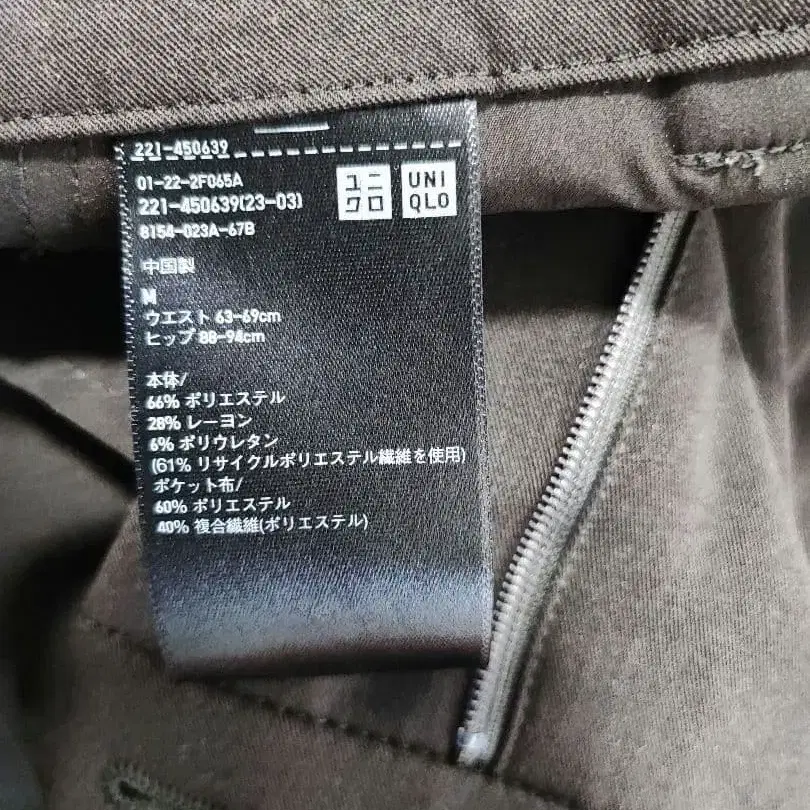 221-450639
01-22-2F065A
221-450639(23-03)
8154-023A-67B
ユニ
クロ
UNI
QLO
中国製
M
ウエスト 63-69cm
ヒップ 88-94cm
本体/
66% ポリエステル
28% レーヨン
6% ポリウレタン
(61% リサイクルポリエステル繊維を使用)
ポケット布/
60% ポリエステル
40% 複合繊維(ポリエステル)